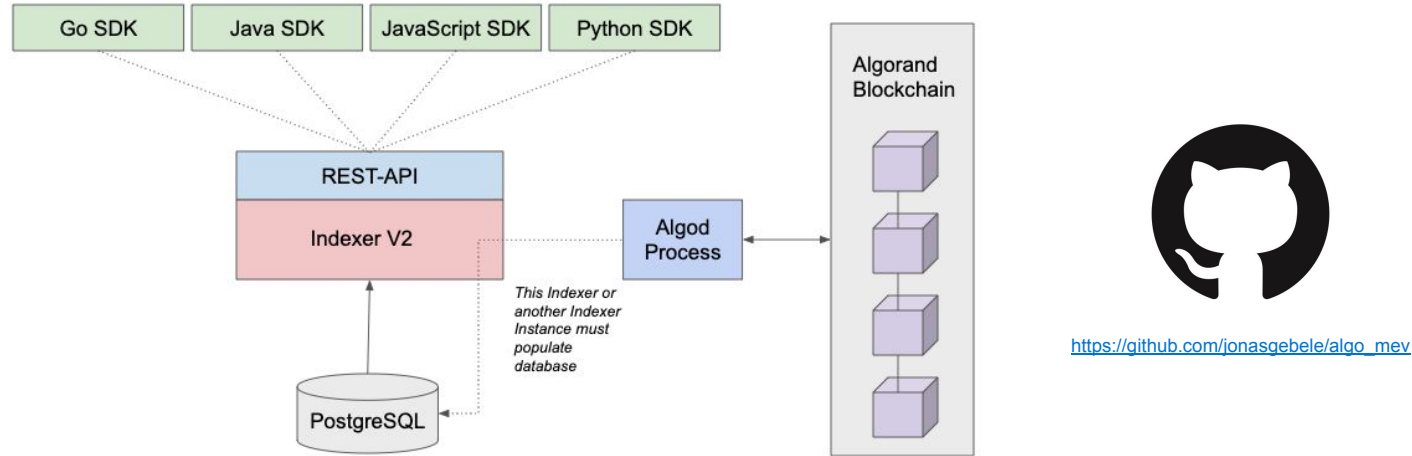 Go SDK
Java SDK
JavaScript SDK
Python SDK
Algorand
Blockchain
REST-API
Indexer V2
Algod
Process
This Indexer or
another Indexer
Instance must
populate
database
PostgreSQL
https://github.com/jonasgebele/algo_mev